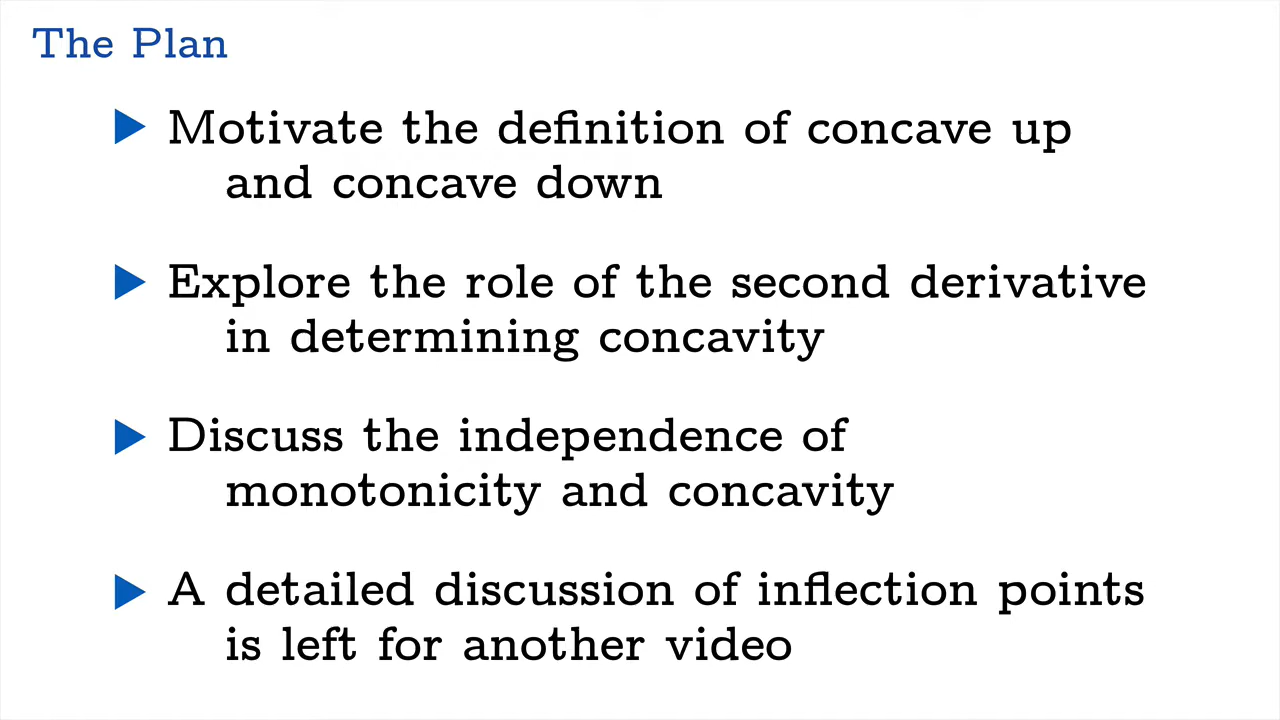 The Plan
Motivate the definition of concave up
and concave down
Explore the role of the second derivative
in determining concavity
Discuss the independence of
monotonicity and concavity
A detailed discussion of inflection points
is left for another video